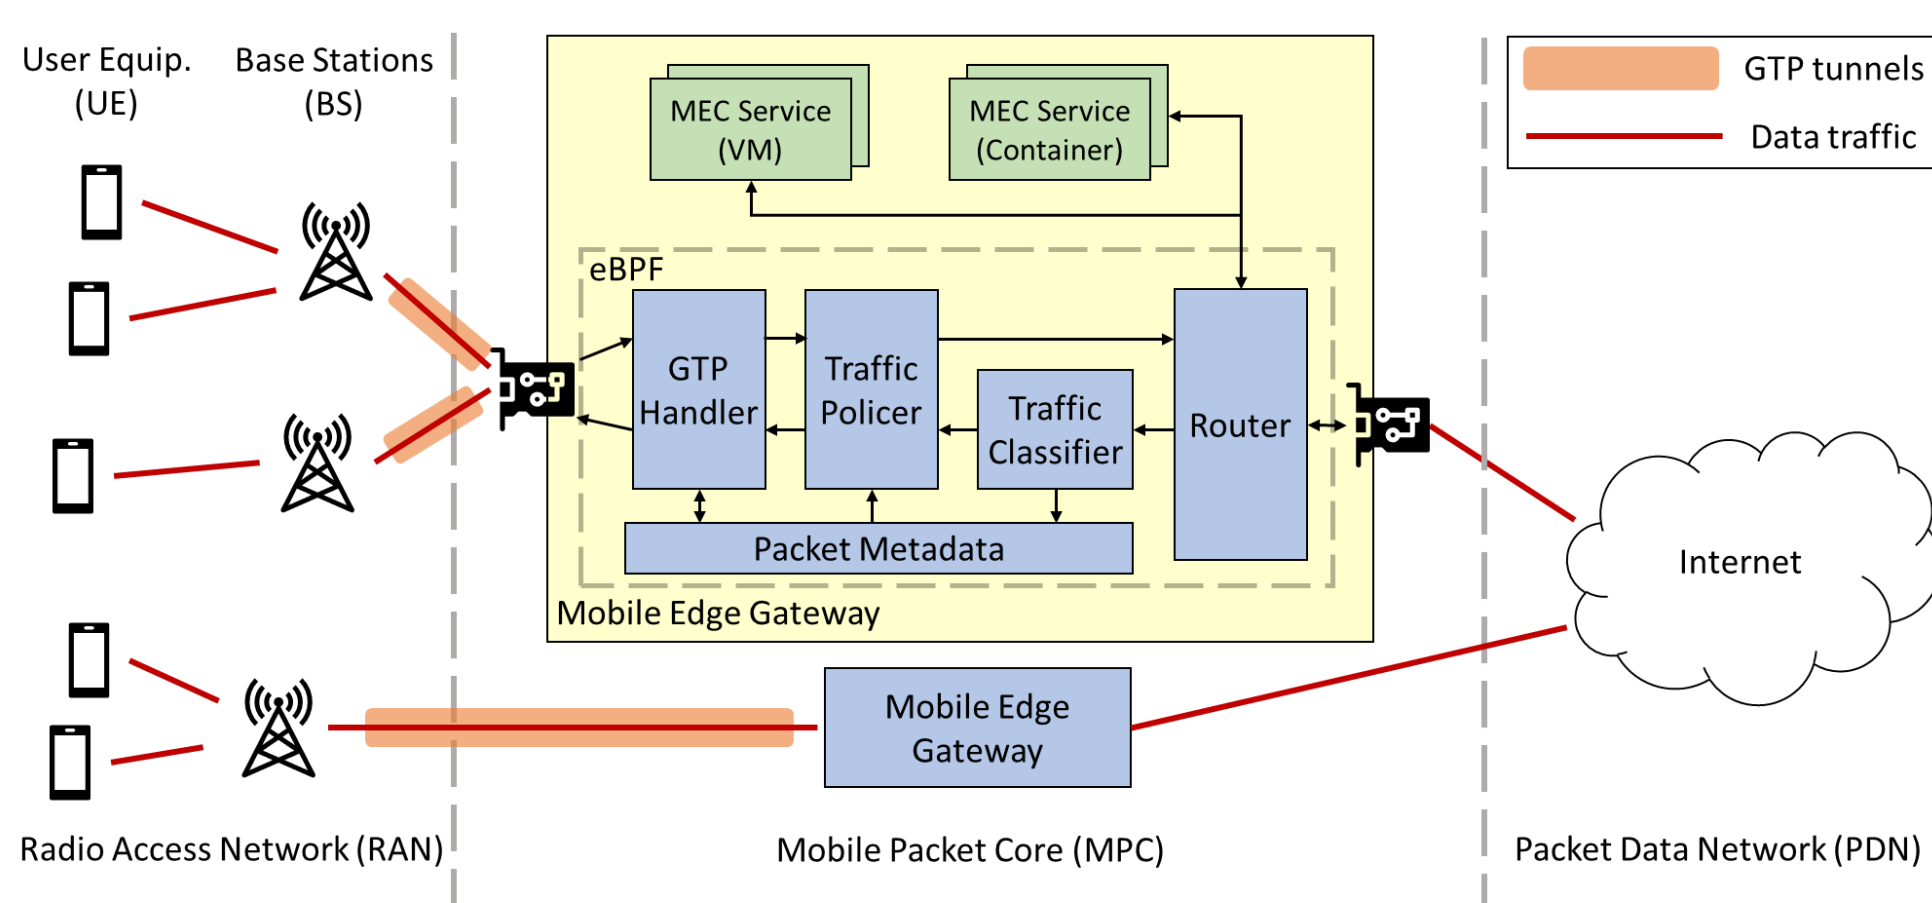 User Equip.
(UE)
Base Stations
(BS)
GTP tunnels
Data traffic
MEC Service
(VM)
MEC Service
(Container)
eBPF
GTP
Handler
Traffic
Policer
Traffic
Classifier
Router
Packet Metadata
Mobile Edge Gateway
Internet
Mobile Edge
Gateway
Radio Access Network (RAN)
Mobile Packet Core (MPC)
Packet Data Network (PDN)